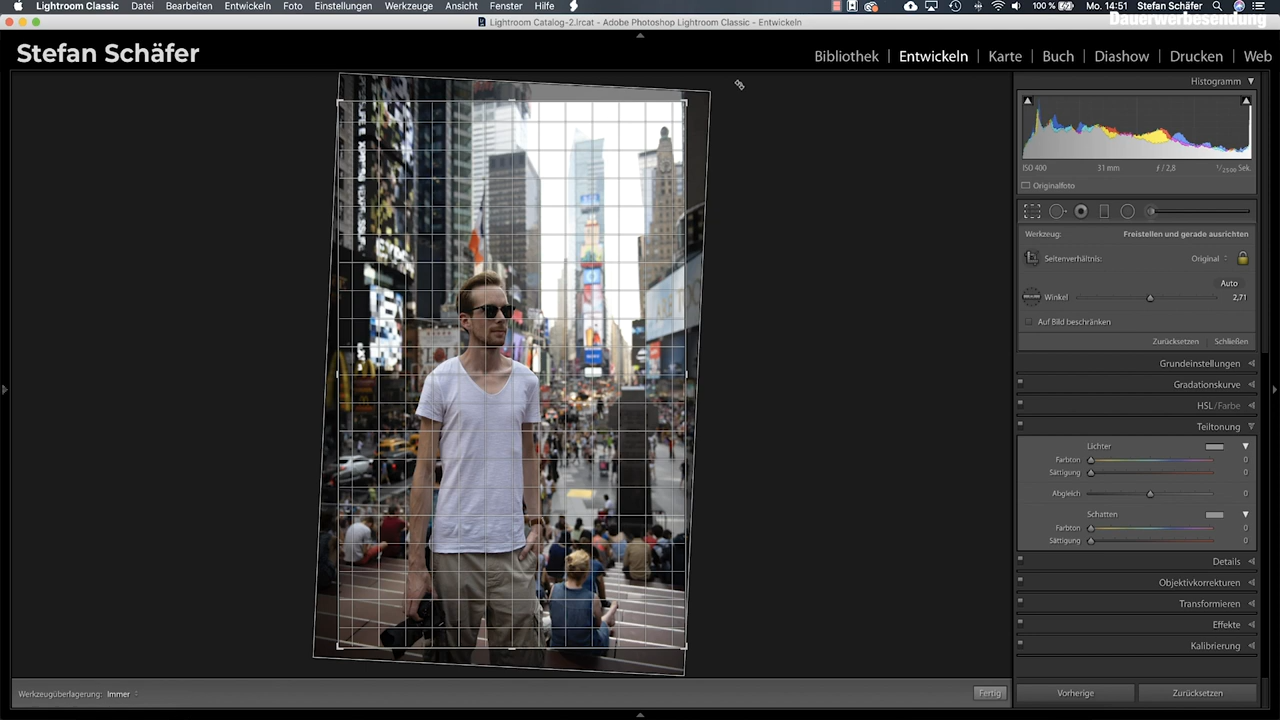 Lightroom Classic Datei Bearbeiten Entwickeln Foto Einstellungen Werkzeuge Ansicht Fenster Hilfe 100 % Mo. 14:51 Stefan Schäfer
Lightroom Catalog-2.lrcat - Adobe Photoshop Lightroom Classic - Entwickeln
Dauerwerbesendung
Stefan Schäfer
Bibliothek | Entwickeln | Karte | Buch | Diashow | Drucken | Web
Histogramm
ISO 400 31 mm ƒ / 2,8 1/2500 Sek.
Originalfoto
Werkzeug: Freistellen und gerade ausrichten
Seitenverhältnis: Original
Auto
Winkel 2,71
Auf Bild beschränken
Zurücksetzen Schließen
Grundeinstellungen
Gradationskurve
HSL / Farbe
Teiltonung
Lichter
Farbton 0
Sättigung 0
Abgleich 0
Schatten
Farbton 0
Sättigung 0
Details
Objektivkorrekturen
Transformieren
Effekte
Kalibrierung
Werkzeugüberlagerung: Immer
Fertig
Vorherige Zurücksetzen